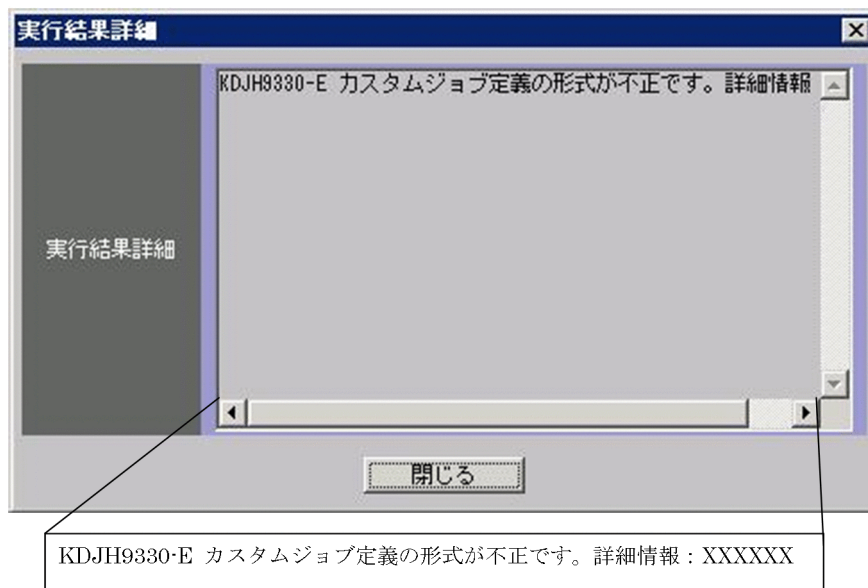 実行結果詳細
KDJH9330-E カスタムジョブ定義の形式が不正です。詳細情報
実行結果詳細
閉じる
KDJH9330-E カスタムジョブ定義の形式が不正です。詳細情報：XXXXXX